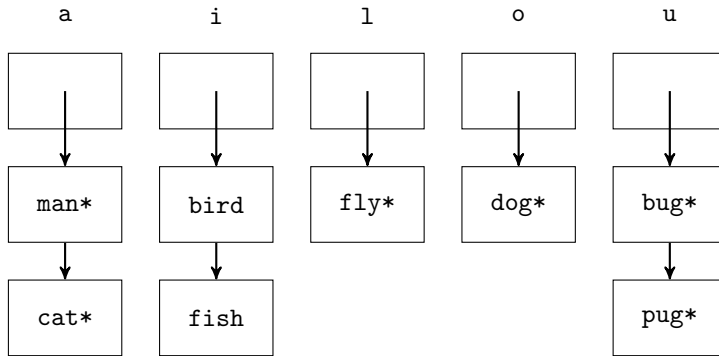 a i l o u
man* bird fly* dog* bug*
cat* fish pug*